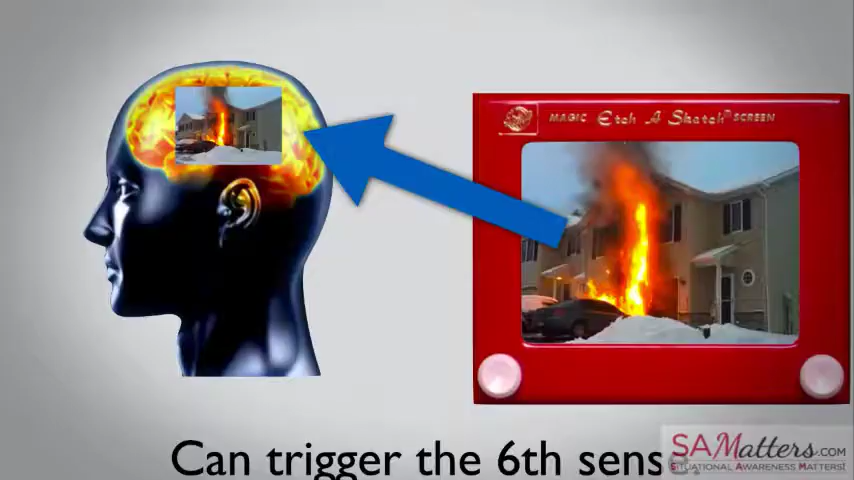 MAGIC Etch A Sketch® SCREEN
Can trigger the 6th sense.
SAMatters.COM
SITUATIONAL AWARENESS MATTERS!